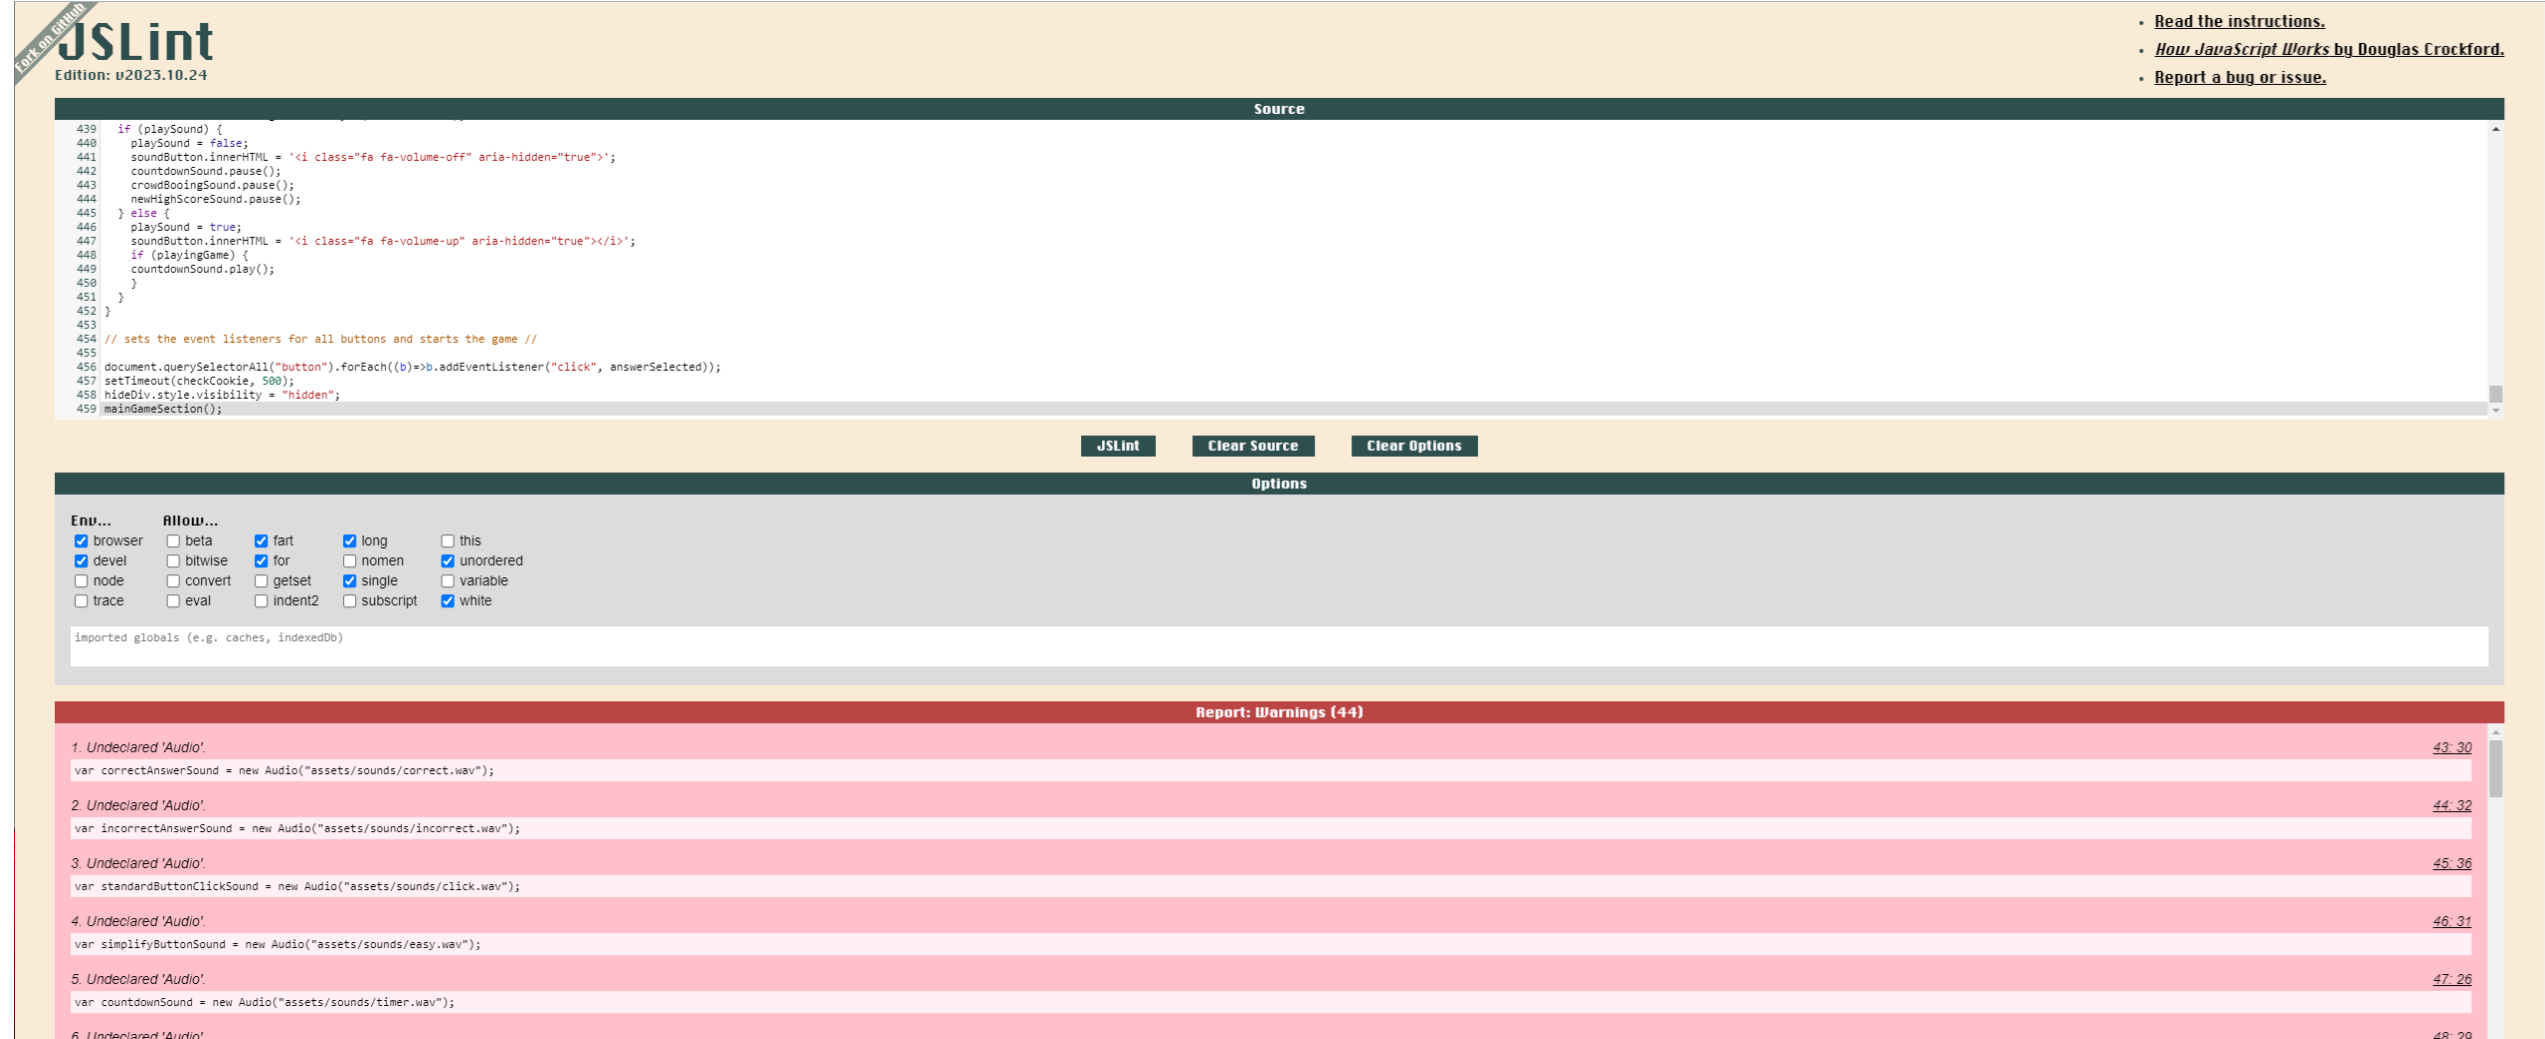 Fork on GitHub
JSLint
Edition: v2023.10.24
Read the instructions.
How JavaScript Works by Douglas Crockford.
Report a bug or issue.
Source
439 if (playSound) {
440 playSound = false;
441 soundButton.innerHTML = '<i class="fa fa-volume-off" aria-hidden="true">';
442 countdownSound.pause();
443 crowdBooingSound.pause();
444 newHighScoreSound.pause();
445 } else {
446 playSound = true;
447 soundButton.innerHTML = '<i class="fa fa-volume-up" aria-hidden="true"></i>';
448 if (playingGame) {
449 countdownSound.play();
450 }
451 }
452 }
453
454 // sets the event listeners for all buttons and starts the game //
455
456 document.querySelectorAll("button").forEach((b)=>b.addEventListener("click", answerSelected));
457 setTimeout(checkCookie, 500);
458 hideDiv.style.visibility = "hidden";
459 mainGameSection();
JSLint Clear Source Clear Options
Options
Env... Allow...
browser beta fart long this
devel bitwise for nomen unordered
node convert getset single variable
trace eval indent2 subscript white
imported globals (e.g. caches, indexedDb)
Report: Warnings (44)
1. Undeclared 'Audio'. 43: 30
var correctAnswerSound = new Audio("assets/sounds/correct.wav");
2. Undeclared 'Audio'. 44: 32
var incorrectAnswerSound = new Audio("assets/sounds/incorrect.wav");
3. Undeclared 'Audio'. 45: 36
var standardButtonClickSound = new Audio("assets/sounds/click.wav");
4. Undeclared 'Audio'. 46: 31
var simplifyButtonSound = new Audio("assets/sounds/easy.wav");
5. Undeclared 'Audio'. 47: 26
var countdownSound = new Audio("assets/sounds/timer.wav");
6. Undeclared 'Audio'. 48: 29